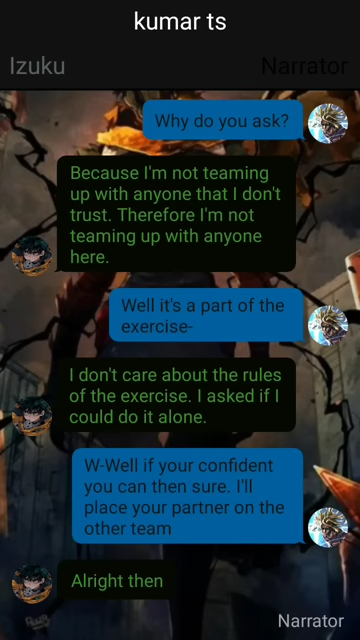 kumar ts
Izuku
Narrator
Why do you ask?
Because I'm not teaming
up with anyone that I don't
trust. Therefore I'm not
teaming up with anyone
here.
Well it's a part of the
exercise-
I don't care about the rules
of the exercise. I asked if I
could do it alone.
W-Well if your confident
you can then sure. I'll
place your partner on the
other team
Alright then
Narrator